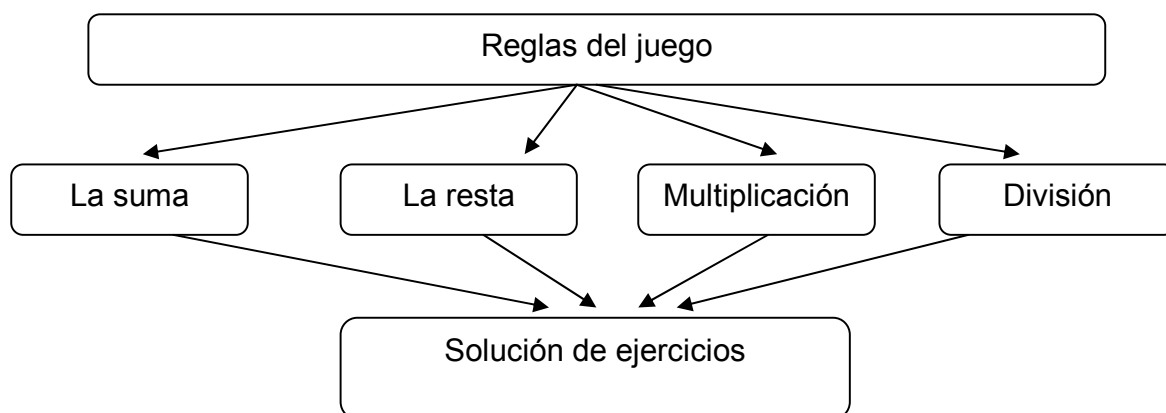 Reglas del juego
La suma
La resta
Multiplicación
División
Solución de ejercicios